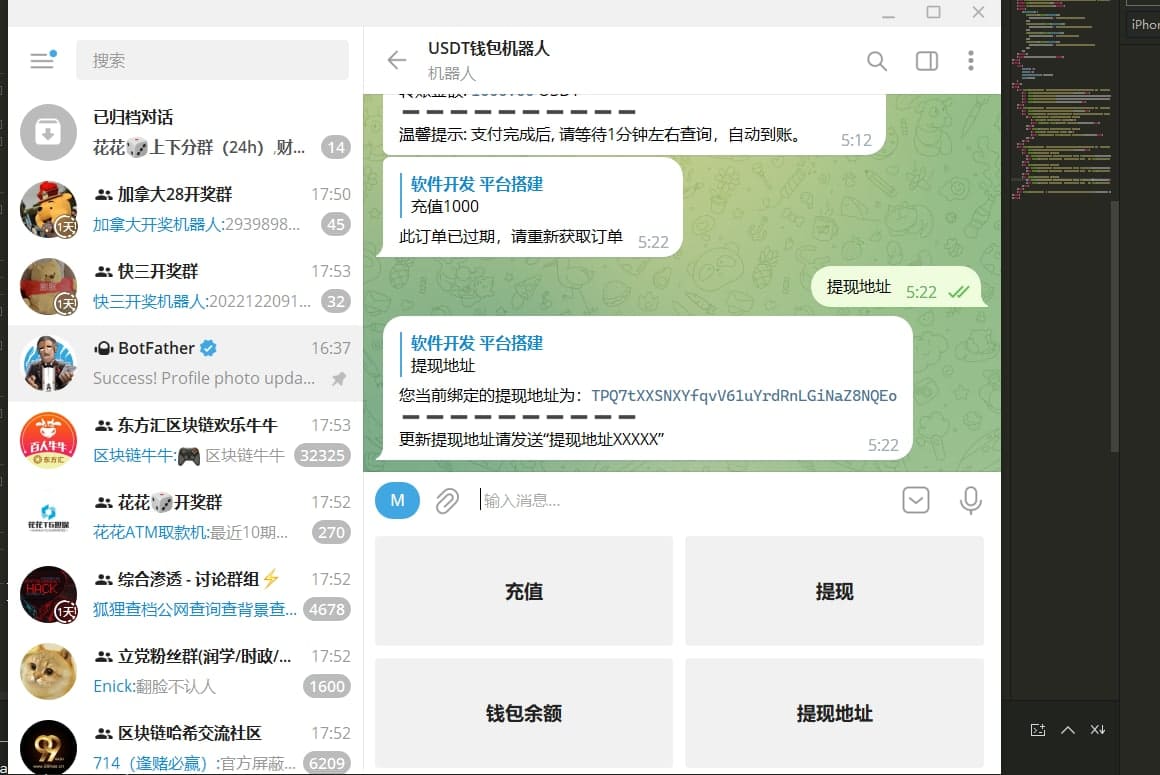 搜索
已归档对话
花花🎲上下分群（24h）.财...
14
加拿大28开奖群
17:50
加拿大开奖机器人:2939898...
45
1天
快三开奖群
17:53
快三开奖机器人:2022122091...
32
1天
BotFather
16:37
Success! Profile photo upda...
东方汇区块链欢乐牛牛
17:53
区块链牛牛:🎮 区块链牛牛
32325
百人牛牛
东方汇
花花🎲开奖群
17:52
花花ATM取款机:最近10期...
270
综合渗透 - 讨论群组⚡
17:52
狐狸查档公网查询查背景查...
4678
HACK
1天
立党粉丝群(润学/时政/...
17:52
Enick:翻脸不认人
1600
区块链哈希交流社区
17:52
714（逢赌必赢）:官方屏蔽...
6209
99
USDT钱包机器人
机器人
温馨提示: 支付完成后, 请等待1分钟左右查询，自动到账。
5:12
软件开发 平台搭建
充值1000
此订单已过期，请重新获取订单
5:22
提现地址
5:22
软件开发 平台搭建
提现地址
您当前绑定的提现地址为：TPQ7tXXSNXYfqvV61uYrdRnLGiNaZ8NQEo
更新提现地址请发送“提现地址XXXXX”
5:22
M
输入消息...
充值
提现
钱包余额
提现地址
iPhon